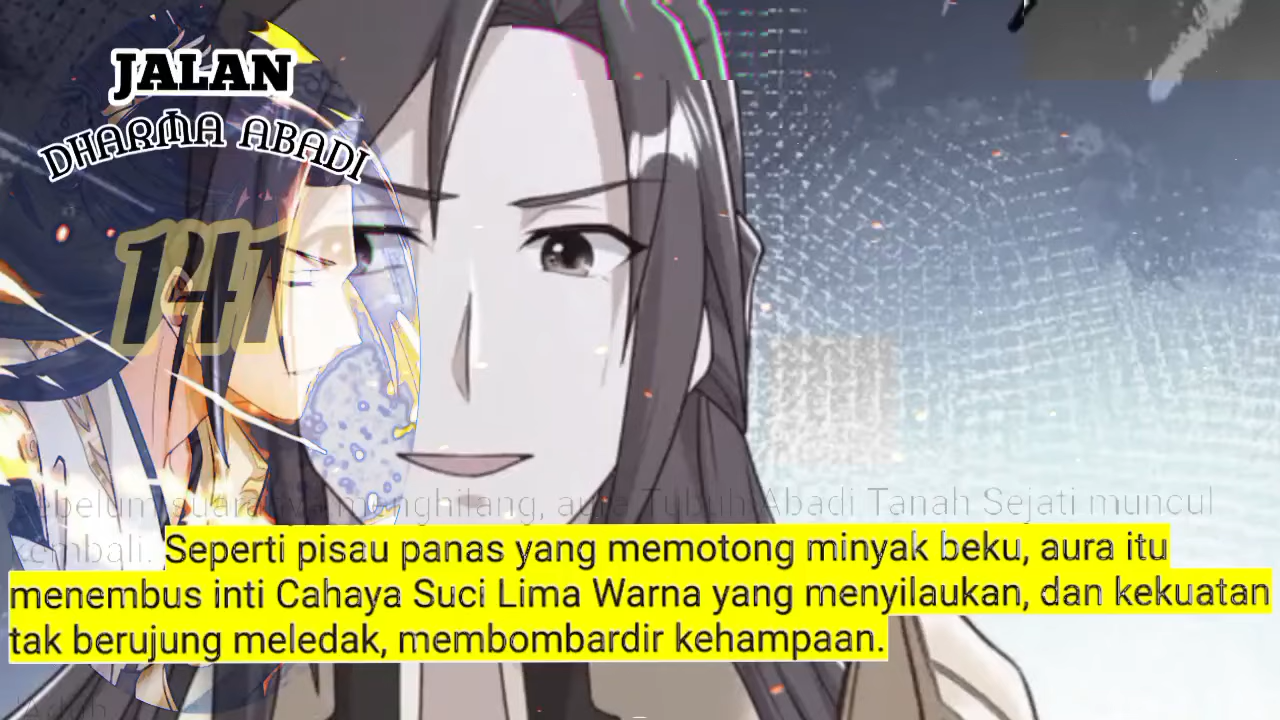 JALAN
DHARMA ABADI
141
Sebelum suaranya menghilang, aura Tubuh Abadi Tanah Sejati muncul
kembali. Seperti pisau panas yang memotong minyak beku, aura itu
menembus inti Cahaya Suci Lima Warna yang menyilaukan, dan kekuatan
tak berujung meledak, membombardir kehampaan.